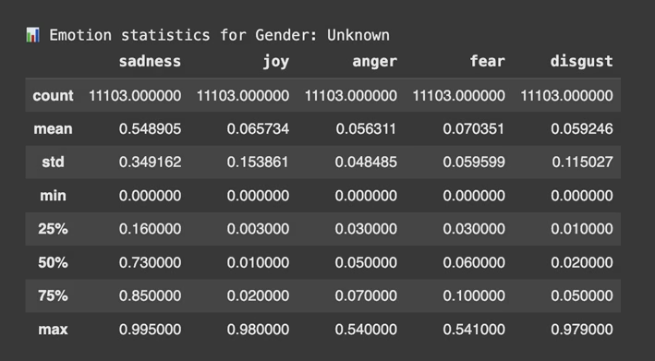 📊 Emotion statistics for Gender: Unknown
sadness joy anger fear disgust
count 11103.000000 11103.000000 11103.000000 11103.000000 11103.000000
mean 0.548905 0.065734 0.056311 0.070351 0.059246
std 0.349162 0.153861 0.048485 0.059599 0.115027
min 0.000000 0.000000 0.000000 0.000000 0.000000
25% 0.160000 0.003000 0.030000 0.030000 0.010000
50% 0.730000 0.010000 0.050000 0.060000 0.020000
75% 0.850000 0.020000 0.070000 0.100000 0.050000
max 0.995000 0.980000 0.540000 0.541000 0.979000